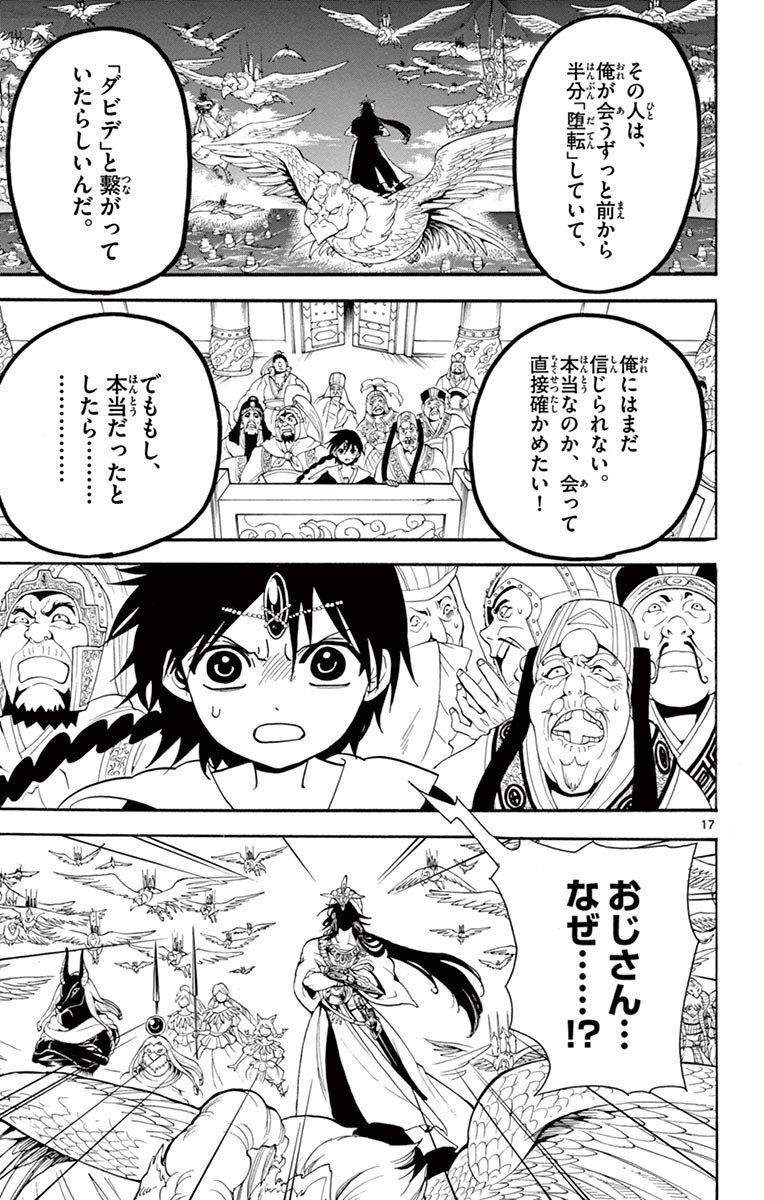 その人は、
俺が会うずっと前から
半分「堕転」していて、
「ダビデ」と繋がって
いたらしいんだ。
俺にはまだ
信じられない。
本当なのか、会って
直接確かめたい！
でももし、
本当だったと
したら………
………………
17
おじさん…
なぜ……!?